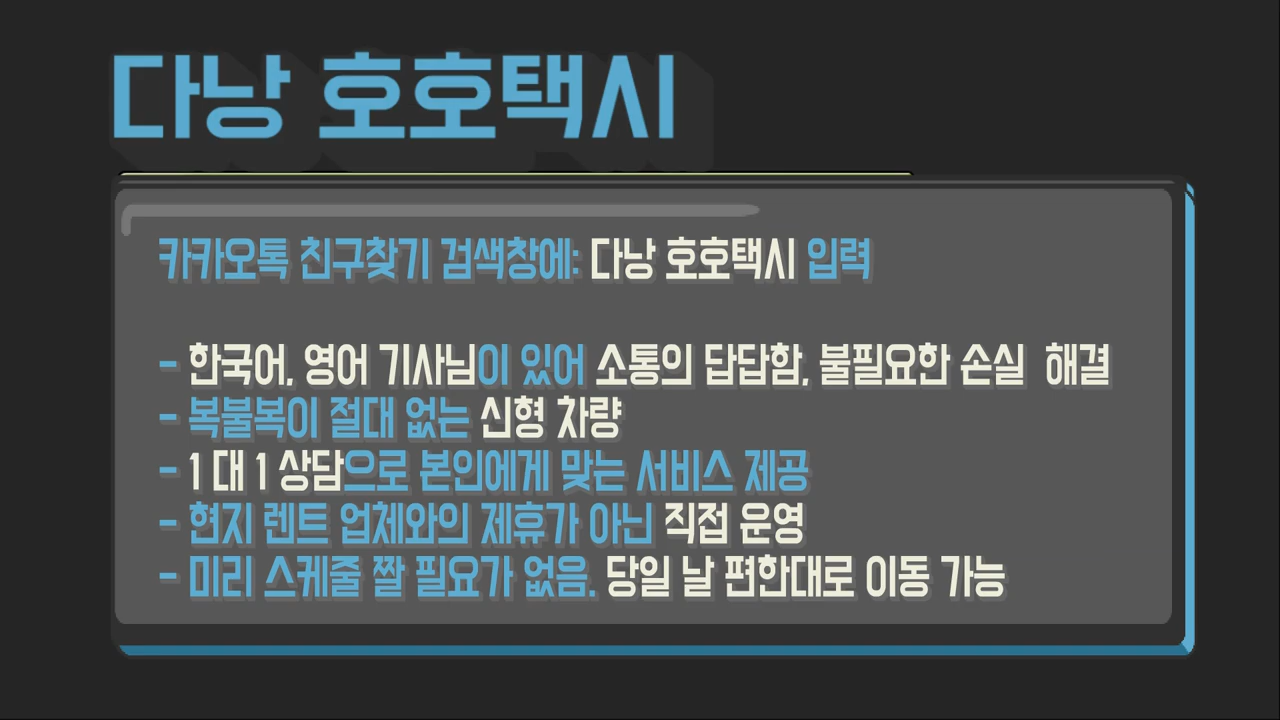 다낭 호호택시
카카오톡 친구찾기 검색창에: 다낭 호호택시 입력
- 한국어, 영어 기사님이 있어 소통의 답답함, 불필요한 손실 해결
- 복불복이 절대 없는 신형 차량
- 1 대 1 상담으로 본인에게 맞는 서비스 제공
- 현지 렌트 업체와의 제휴가 아닌 직접 운영
- 미리 스케줄 짤 필요가 없음. 당일 날 편한대로 이동 가능